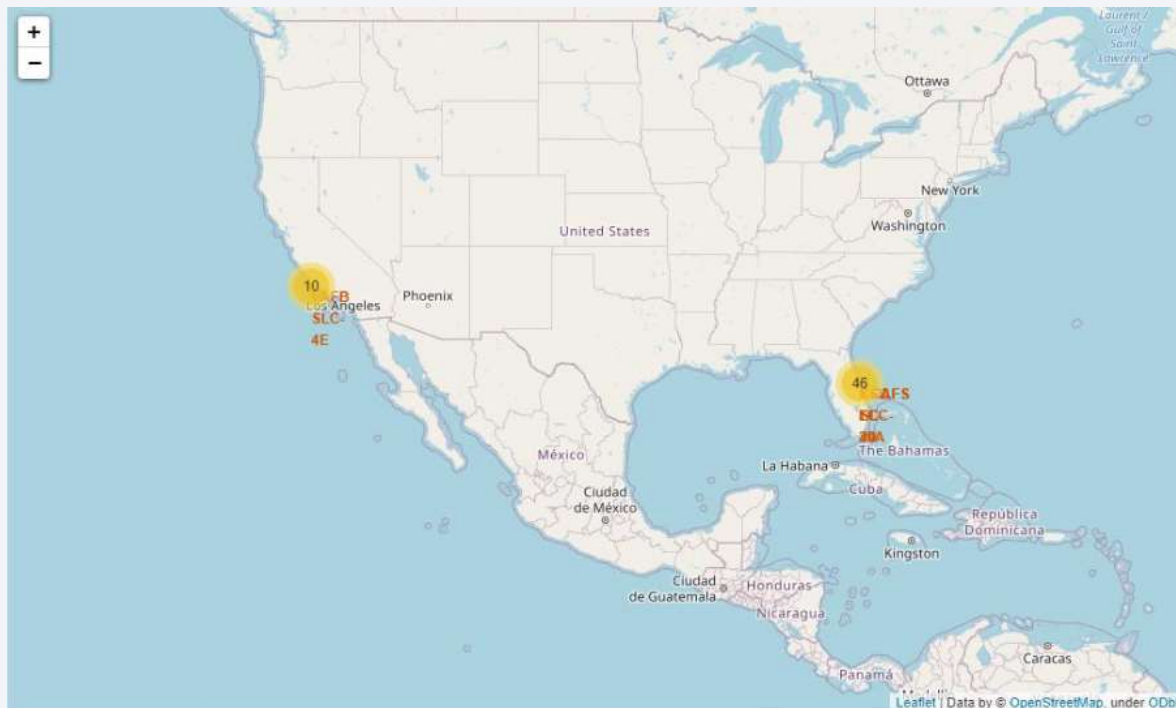 +
−
Laurent /
Gulf of
Saint
Lawrence
Ottawa
New York
Washington
United States
10
Los Angeles
Phoenix
SLC-
4E
46
The Bahamas
México
La Habana
Cuba
Ciudad
de México
República
Dominicana
Kingston
Ciudad
de Guatemala
Honduras
Nicaragua
Caracas
Panamá
Leaflet | Data by © OpenStreetMap, under ODb